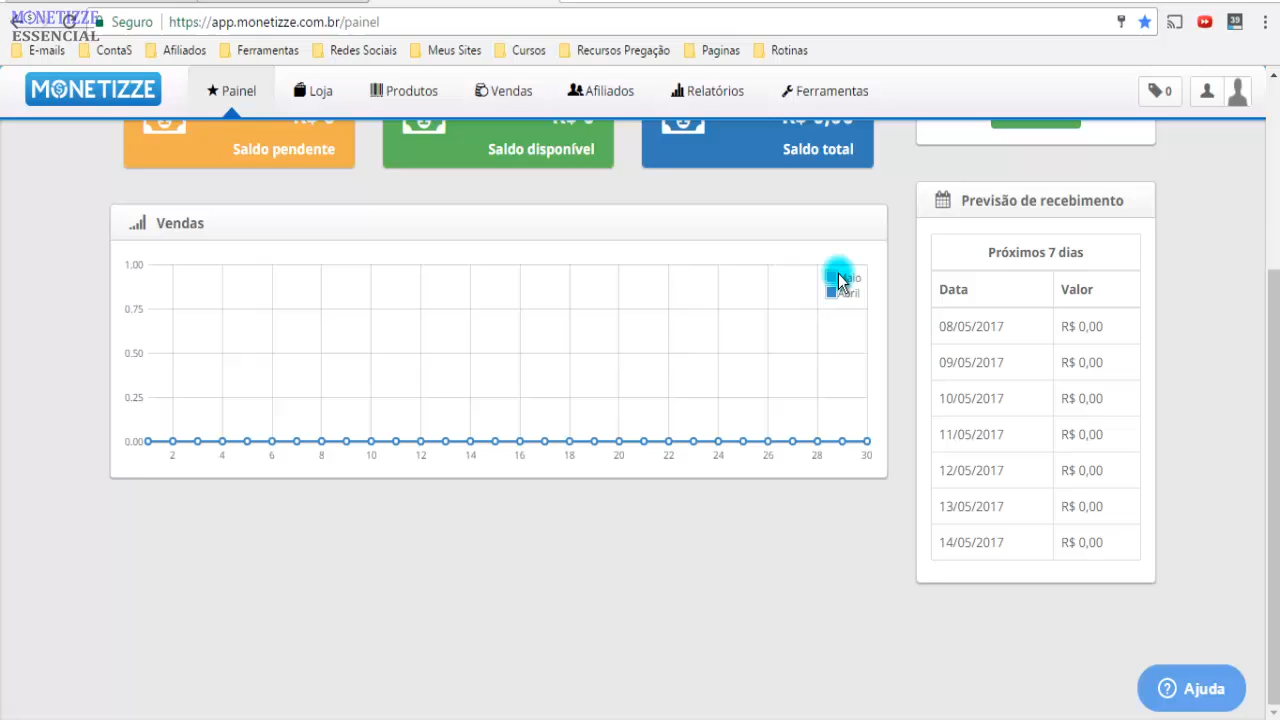 MONETIZZE
ESSENCIAL
Seguro
https://app.monetizze.com.br/painel
39
E-mails
ContaS
Afiliados
Ferramentas
Redes Sociais
Meus Sites
Cursos
Recursos Pregação
Paginas
Rotinas
MONETIZZE
Painel
Loja
Produtos
Vendas
Afiliados
Relatórios
Ferramentas
0
Saldo pendente
Saldo disponível
Saldo total
Vendas
1.00
0.75
0.50
0.25
0.00
2 4 6 8 10 12 14 16 18 20 22 24 26 28 30
Abril
Previsão de recebimento
Próximos 7 dias
Data Valor
08/05/2017 R$ 0,00
09/05/2017 R$ 0,00
10/05/2017 R$ 0,00
11/05/2017 R$ 0,00
12/05/2017 R$ 0,00
13/05/2017 R$ 0,00
14/05/2017 R$ 0,00
? Ajuda